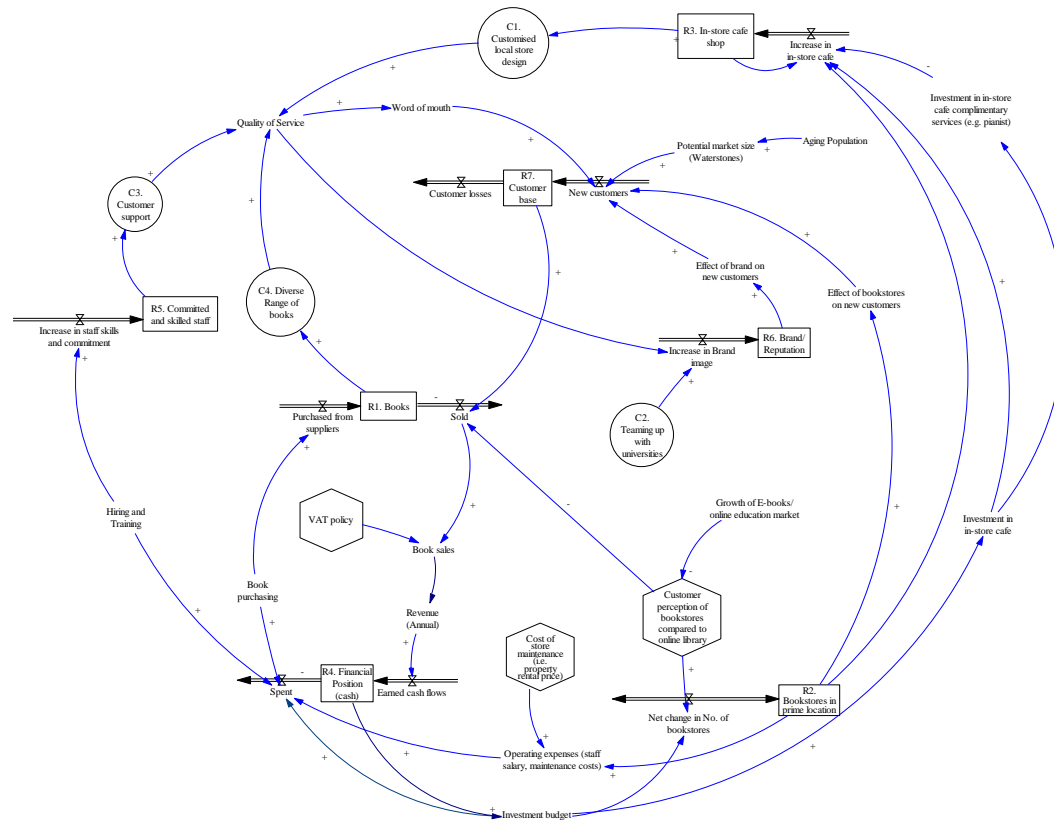 C1.
Customised
local store
design
R3. In-store cafe
shop
Increase in
in-store cafe
+
+
+
-
Investment in in-store
cafe complimentary
services (e.g. pianist)
+
Word of mouth
Quality of Service
+
+
Potential market size
(Waterstones)
+
Aging Population
+
+
C3.
Customer
support
R7.
Customer
base
Customer losses
New customers
+
+
+
+
+
Effect of brand on
new customers
+
Effect of bookstores
on new customers
C4. Diverse
Range of
books
R5. Committed
and skilled staff
Increase in staff skills
and commitment
+
+
R6. Brand/
Reputation
Increase in Brand
image
+
+
+
-
R1. Books
Purchased from
suppliers
Sold
+
C2.
Teaming up
with
universities
Hiring and
Training
VAT policy
+
-
Growth of E-books/
online education market
+
Investment in
in-store cafe
+
Book sales
-
Book
purchasing
Customer
perception of
bookstores
compared to
online library
Revenue
(Annual)
+
+
+
Cost of
store
maintenance
(i.e.
property
rental price)
+
-
R4. Financial
Position
(cash)
Spent
Earned cash flows
+
R2.
Bookstores in
prime location
Net change in No. of
bookstores
+
+
+
Operating expenses (staff
salary, maintenance costs)
+
+
+
Investment budget